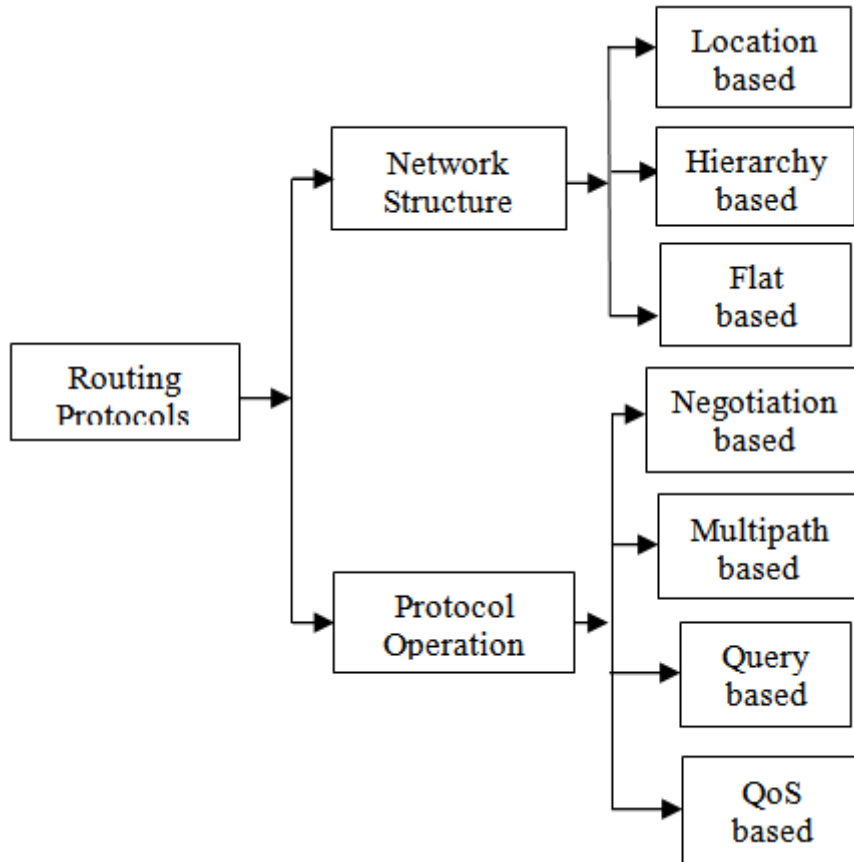 Routing
Protocols
Network
Structure
Location
based
Hierarchy
based
Flat
based
Protocol
Operation
Negotiation
based
Multipath
based
Query
based
QoS
based